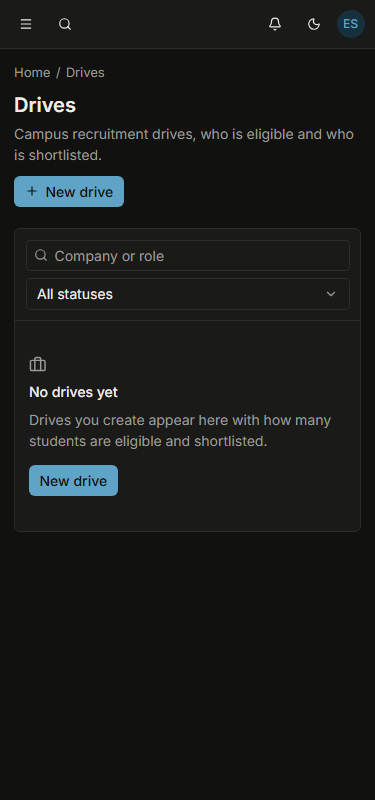 ES
Home / Drives
Drives
Campus recruitment drives, who is eligible and who
is shortlisted.
+ New drive
Company or role
All statuses
No drives yet
Drives you create appear here with how many
students are eligible and shortlisted.
New drive